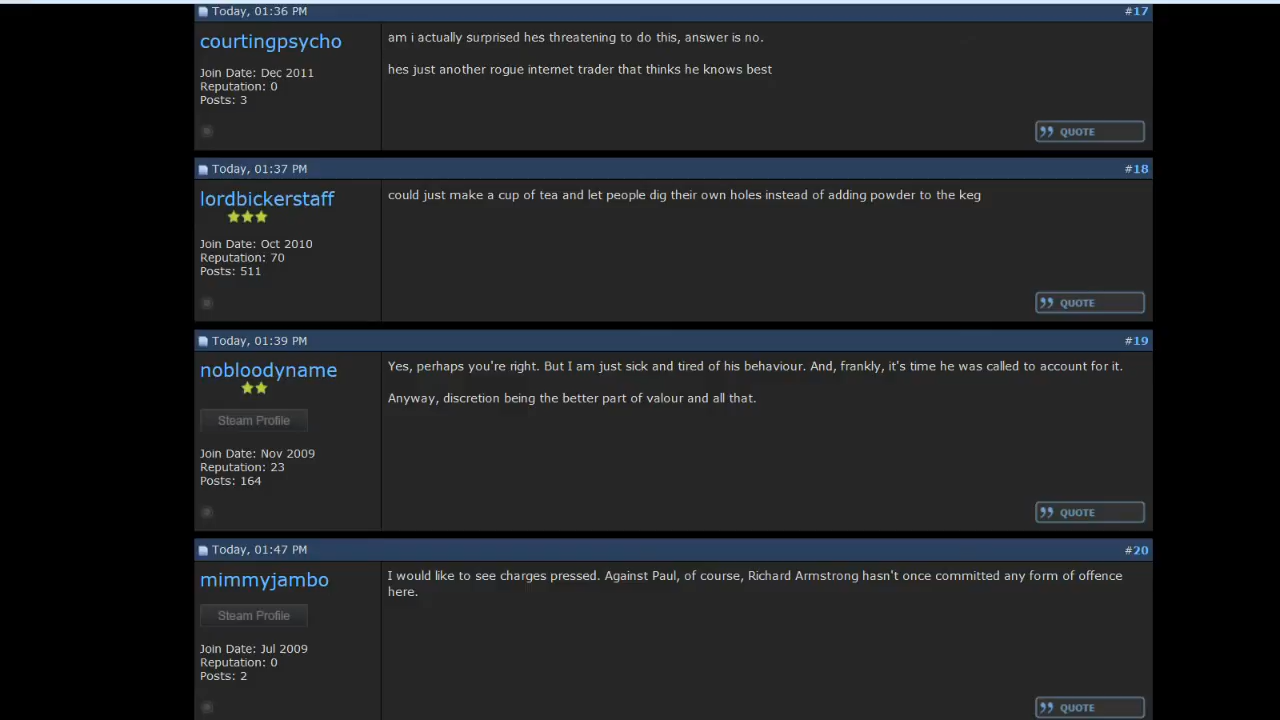 Today, 01:36 PM #17
courtingpsycho
Join Date: Dec 2011
Reputation: 0
Posts: 3
am i actually surprised hes threatening to do this, answer is no.
hes just another rogue internet trader that thinks he knows best
QUOTE
Today, 01:37 PM #18
lordbickerstaff
Join Date: Oct 2010
Reputation: 70
Posts: 511
could just make a cup of tea and let people dig their own holes instead of adding powder to the keg
QUOTE
Today, 01:39 PM #19
nobloodyname
Steam Profile
Join Date: Nov 2009
Reputation: 23
Posts: 164
Yes, perhaps you're right. But I am just sick and tired of his behaviour. And, frankly, it's time he was called to account for it.
Anyway, discretion being the better part of valour and all that.
QUOTE
Today, 01:47 PM #20
mimmyjambo
Steam Profile
Join Date: Jul 2009
Reputation: 0
Posts: 2
I would like to see charges pressed. Against Paul, of course, Richard Armstrong hasn't once committed any form of offence
here.
QUOTE